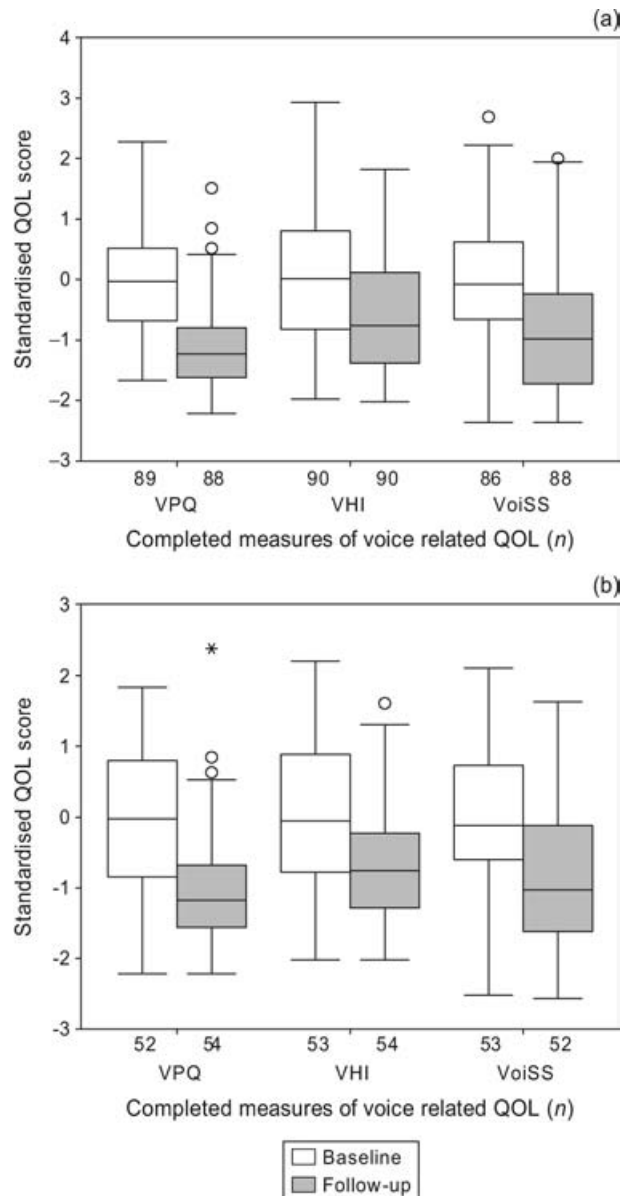 (a)
4
3
2
1
0
–1
–2
–3
Standardised QOL score
89 88 90 90 86 88
VPQ VHI VoiSS
Completed measures of voice related QOL (n)
(b)
3
2
1
0
-1
-2
-3
Standardised QOL score
52 54 53 54 53 52
VPQ VHI VoiSS
Completed measures of voice related QOL (n)
Baseline
Follow-up